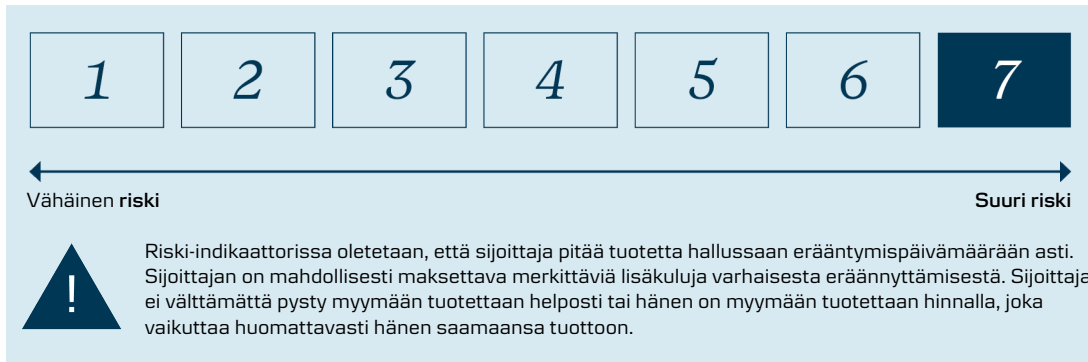 1 2 3 4 5 6 7
Vähäinen riski Suuri riski
!
Riski-indikaattorissa oletetaan, että sijoittaja pitää tuotetta hallussaan erääntymispäivämäärään asti.
Sijoittajan on mahdollisesti maksettava merkittäviä lisäkuluja varhaisesta eräännyttämisestä. Sijoittaja
ei välttämättä pysty myymään tuotettaan helposti tai hänen on myymään tuotettaan hinnalla, joka
vaikuttaa huomattavasti hänen saamaansa tuottoon.